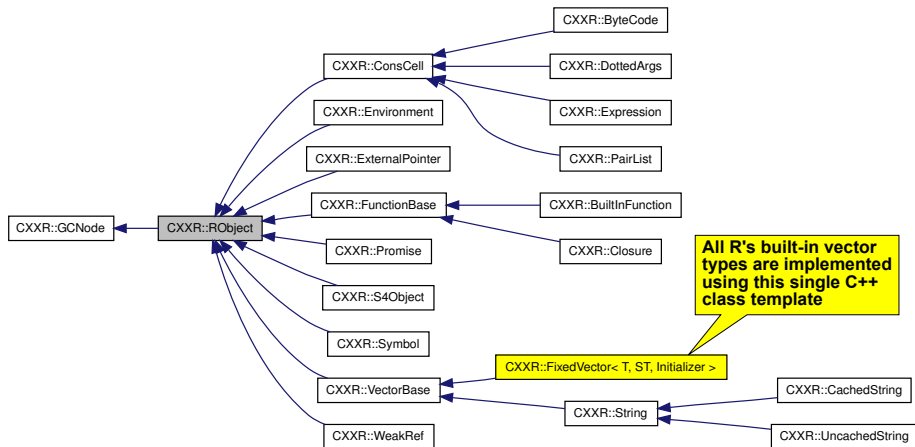 CXXR::ByteCode
CXXR::ConsCell
CXXR::DottedArgs
CXXR::Environment
CXXR::Expression
CXXR::ExternalPointer
CXXR::PairList
CXXR::FunctionBase
CXXR::BuiltInFunction
CXXR::GCNode
CXXR::RObject
CXXR::Promise
CXXR::Closure
All R's built-in vector
types are implemented
using this single C++
class template
CXXR::S4Object
CXXR::Symbol
CXXR::FixedVector< T, ST, Initializer >
CXXR::VectorBase
CXXR::CachedString
CXXR::String
CXXR::WeakRef
CXXR::UncachedString